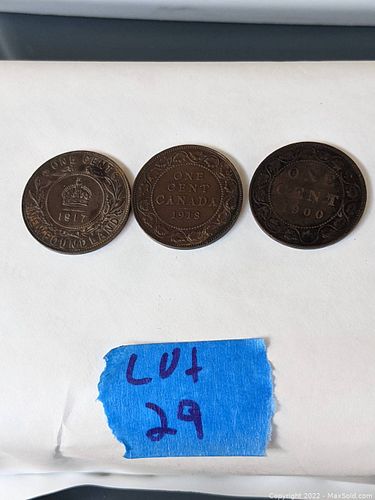 ONE CENT
1917
NEWFOUNDLAND
ONE
CENT
CANADA
1918
ONE
CENT
1900
LOt
29
Copyright 2022 - MaxSold.com